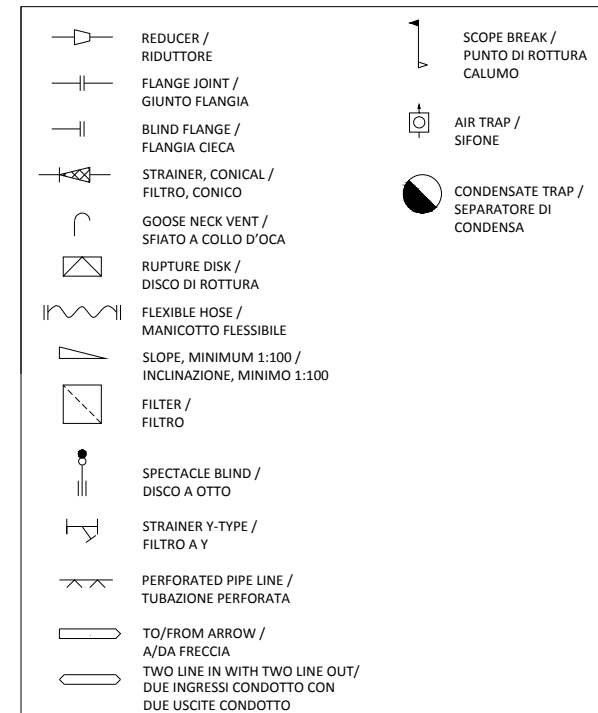 REDUCER /
RIDUTTORE
FLANGE JOINT /
GIUNTO FLANGIA
BLIND FLANGE /
FLANGIA CIECA
STRAINER, CONICAL /
FILTRO, CONICO
GOOSE NECK VENT /
SFIATO A COLLO D'OCA
RUPTURE DISK /
DISCO DI ROTTURA
FLEXIBLE HOSE /
MANICOTTO FLESSIBILE
SLOPE, MINIMUM 1:100 /
INCLINAZIONE, MINIMO 1:100
FILTER /
FILTRO
SPECTACLE BLIND /
DISCO A OTTO
STRAINER Y-TYPE /
FILTRO A Y
PERFORATED PIPE LINE /
TUBAZIONE PERFORATA
TO/FROM ARROW /
A/DA FRECCIA
TWO LINE IN WITH TWO LINE OUT/
DUE INGRESSI CONDOTTO CON
DUE USCITE CONDOTTO
SCOPE BREAK /
PUNTO DI ROTTURA
CALUMO
AIR TRAP /
SIFONE
CONDENSATE TRAP /
SEPARATORE DI
CONDENSA